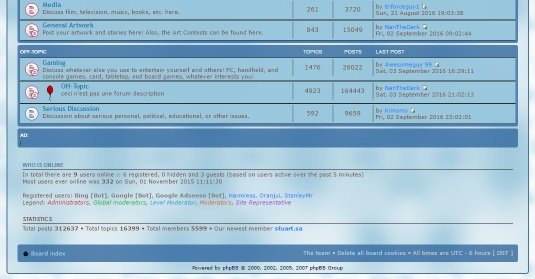 Media
Discuss film, television, music, books, etc. here.
261
3720
by triforceguy1
Sun, 21 August 2016 19:03:38
General Artwork
Post your artwork and stories here! Also, the Art Contests can be found here.
843
15049
by NanTheDark
Fri, 02 September 2016 09:02:44
OFF-TOPIC
TOPICS
POSTS
LAST POST
Gaming
Discuss whatever else you use to entertain yourself and others! PC, handheld, and
console games, card, tabletop, and board games, whatever interests you!
1476
26022
by Awesomeguy 99
Sat, 03 September 2016 16:29:11
Off-Topic
ceci n'est pas une forum description
4923
164443
by NanTheDark
Sat, 03 September 2016 21:02:13
Serious Discussion
Discussion about serious personal, political, educational, or other issues.
592
9659
by Kimonio
Fri, 02 September 2016 23:02:01
AD:
WHO IS ONLINE
In total there are 9 users online :: 6 registered, 0 hidden and 3 guests (based on users active over the past 5 minutes)
Most users ever online was 332 on Sun, 01 November 2015 11:11:30
Registered users: Bing [Bot], Google [Bot], Google Adsense [Bot], Harmless, Oranjui, StanleyMr
Legend: Administrators, Global moderators, Level Moderator, Moderators, Site Representative
STATISTICS
Total posts 312637 • Total topics 16399 • Total members 5599 • Our newest member stuart.sa
Board index
The team • Delete all board cookies • All times are UTC - 6 hours [ DST ]
Powered by phpBB © 2000, 2002, 2005, 2007 phpBB Group